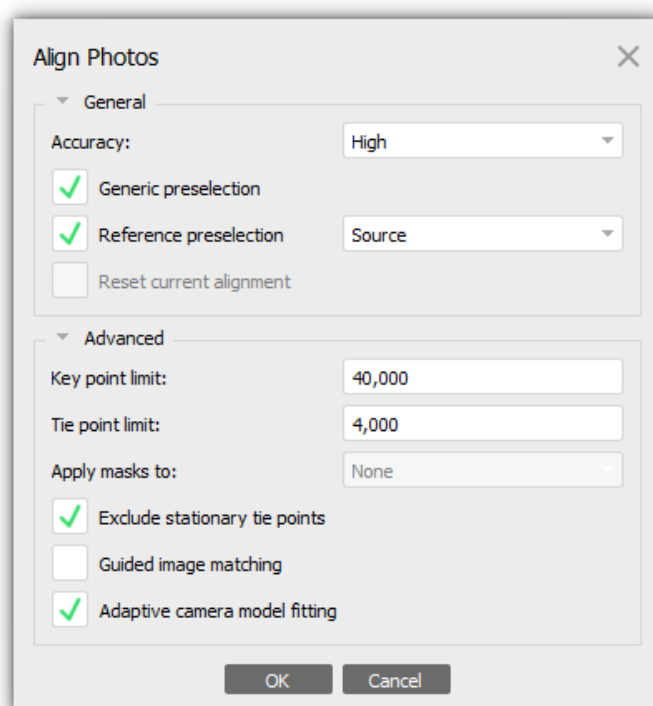 Align Photos
General
Accuracy: High
Generic preselection
Reference preselection Source
Reset current alignment
Advanced
Key point limit: 40,000
Tie point limit: 4,000
Apply masks to: None
Exclude stationary tie points
Guided image matching
Adaptive camera model fitting
OK Cancel